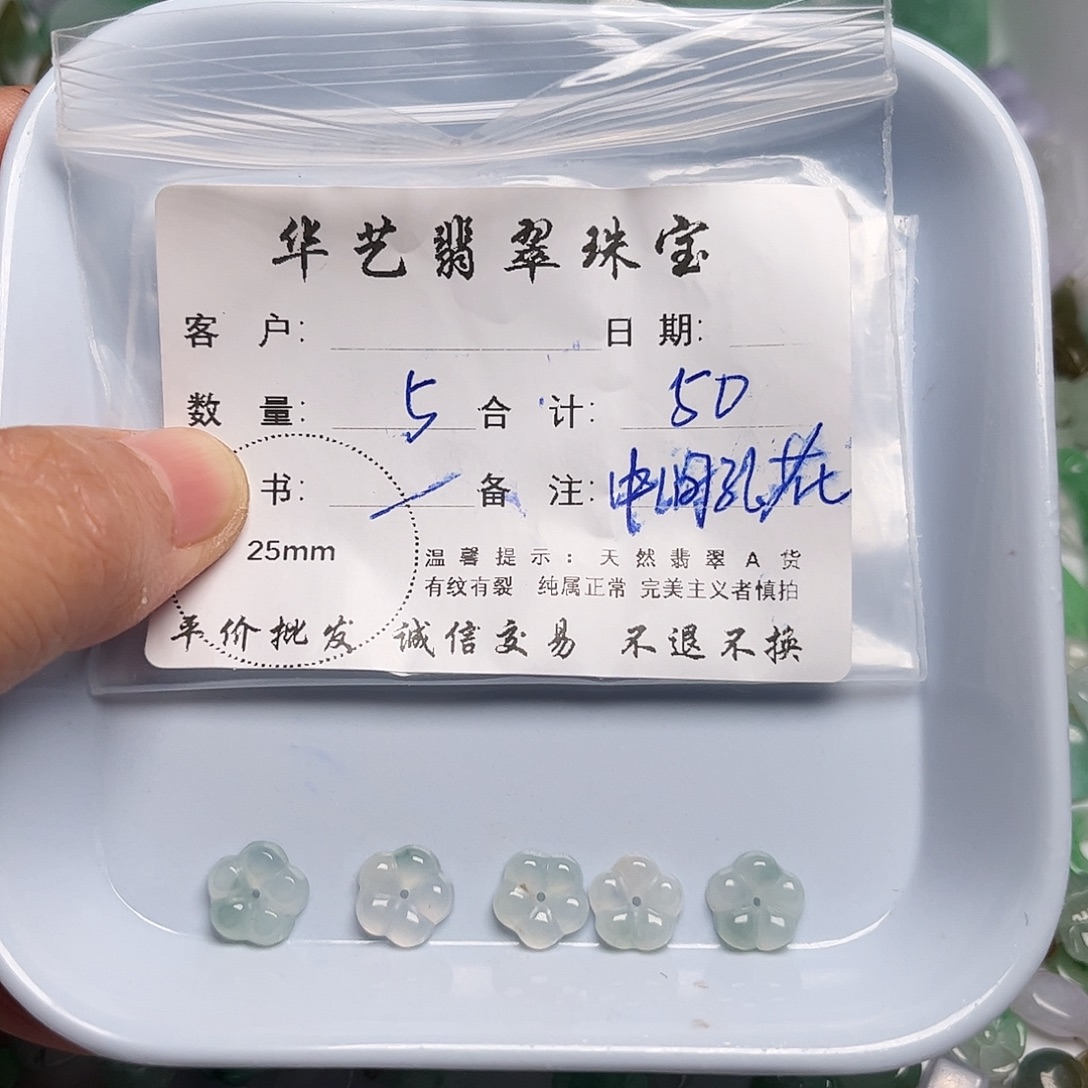 华艺翡翠珠宝
客 户: 日 期:
数 量: 5 合 计: 50
书: / 备 注: 中间孔花
25mm
温馨提示：天然翡翠A货
有纹有裂 纯属正常 完美主义者慎拍
平价批发 诚信交易 不退不换